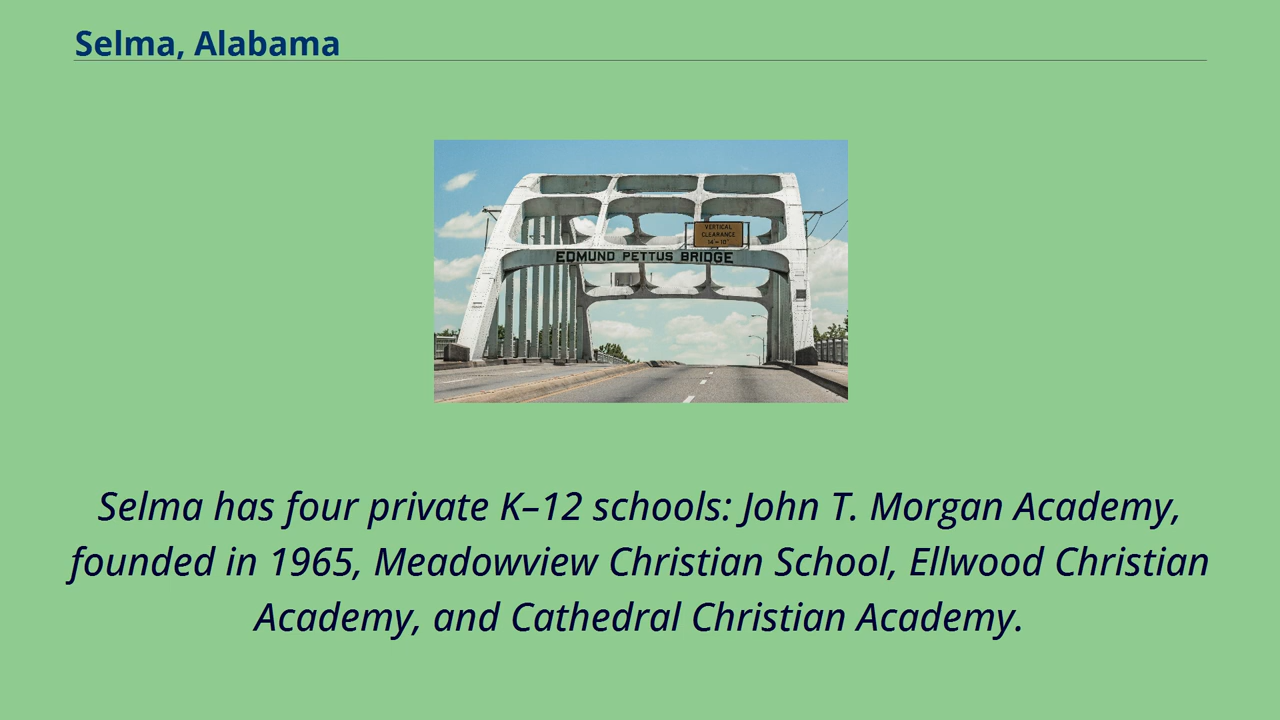 Selma, Alabama
VERTICAL
CLEARANCE
14-10"
EDMUND PETTUS BRIDGE
Selma has four private K–12 schools: John T. Morgan Academy,
founded in 1965, Meadowview Christian School, Ellwood Christian
Academy, and Cathedral Christian Academy.